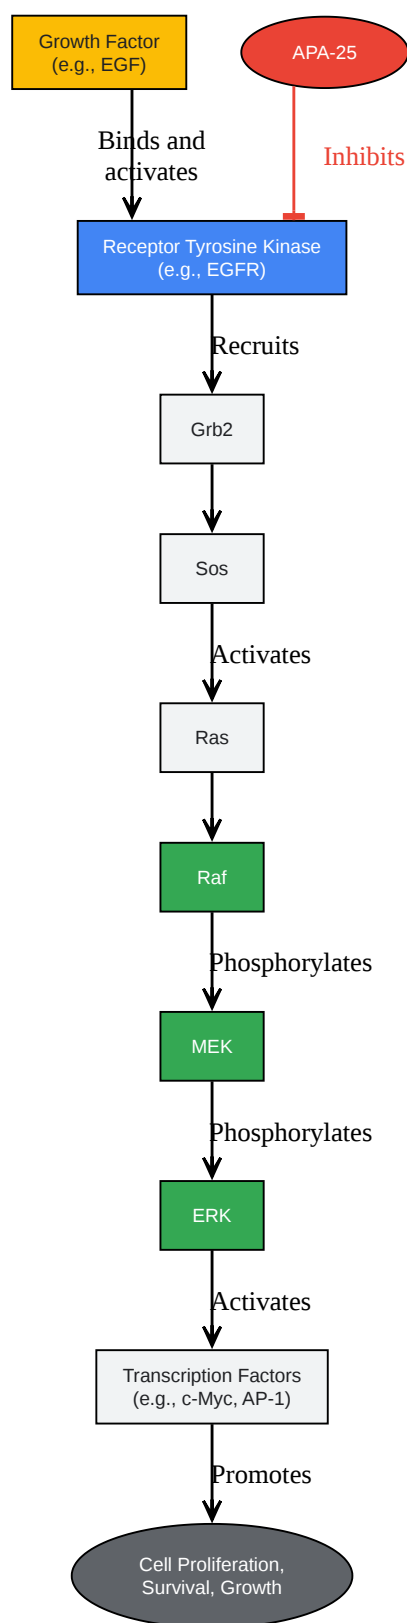 Growth Factor
(e.g., EGF)
APA-25
Binds and
activates
Inhibits
Receptor Tyrosine Kinase
(e.g., EGFR)
Recruits
Grb2
Sos
Activates
Ras
Raf
Phosphorylates
MEK
Phosphorylates
ERK
Activates
Transcription Factors
(e.g., c-Myc, AP-1)
Promotes
Cell Proliferation,
Survival, Growth